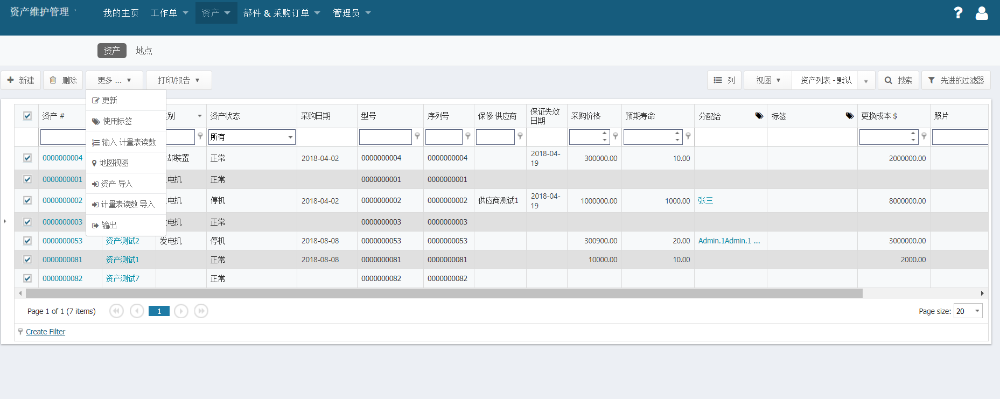 资产维护管理
我的主页 工作单 资产 部件 & 采购订单 管理员
资产 地点
新建 删除 更多 ... 打印/报告 列 视图 资产列表 - 默认 搜索 先进的过滤器
更新
使用标签
输入 计量表读数
地图视图
资产 导入
计量表读数 导入
输出
资产 # 别 资产状态 采购日期 型号 序列号 保修 供应商 保证失效日期 采购价格 预期寿命 分配给 标签 更换成本 $ 照片
所有
0000000004 却装置 正常 2018-04-02 0000000004 0000000004 2018-04-19 300000.00 10.00 2000000.00
0000000001 电机 正常 0000000001 0000000001
0000000002 电机 停机 2018-04-02 0000000002 0000000002 供应商测试1 2018-04-19 1000000.00 1000.00 张三 8000000.00
0000000003 电机 正常 0000000003 0000000003
0000000053 资产测试2 发电机 停机 2018-08-08 0000000053 0000000053 300900.00 20.00 Admin.1Admin.1 ... 3000000.00
0000000081 资产测试1 正常 2018-08-08 0000000081 0000000081 10000.00 10.00 2000.00
0000000082 资产测试7 正常 0000000082 0000000082
Page 1 of 1 (7 items) 1 Page size: 20
Create Filter